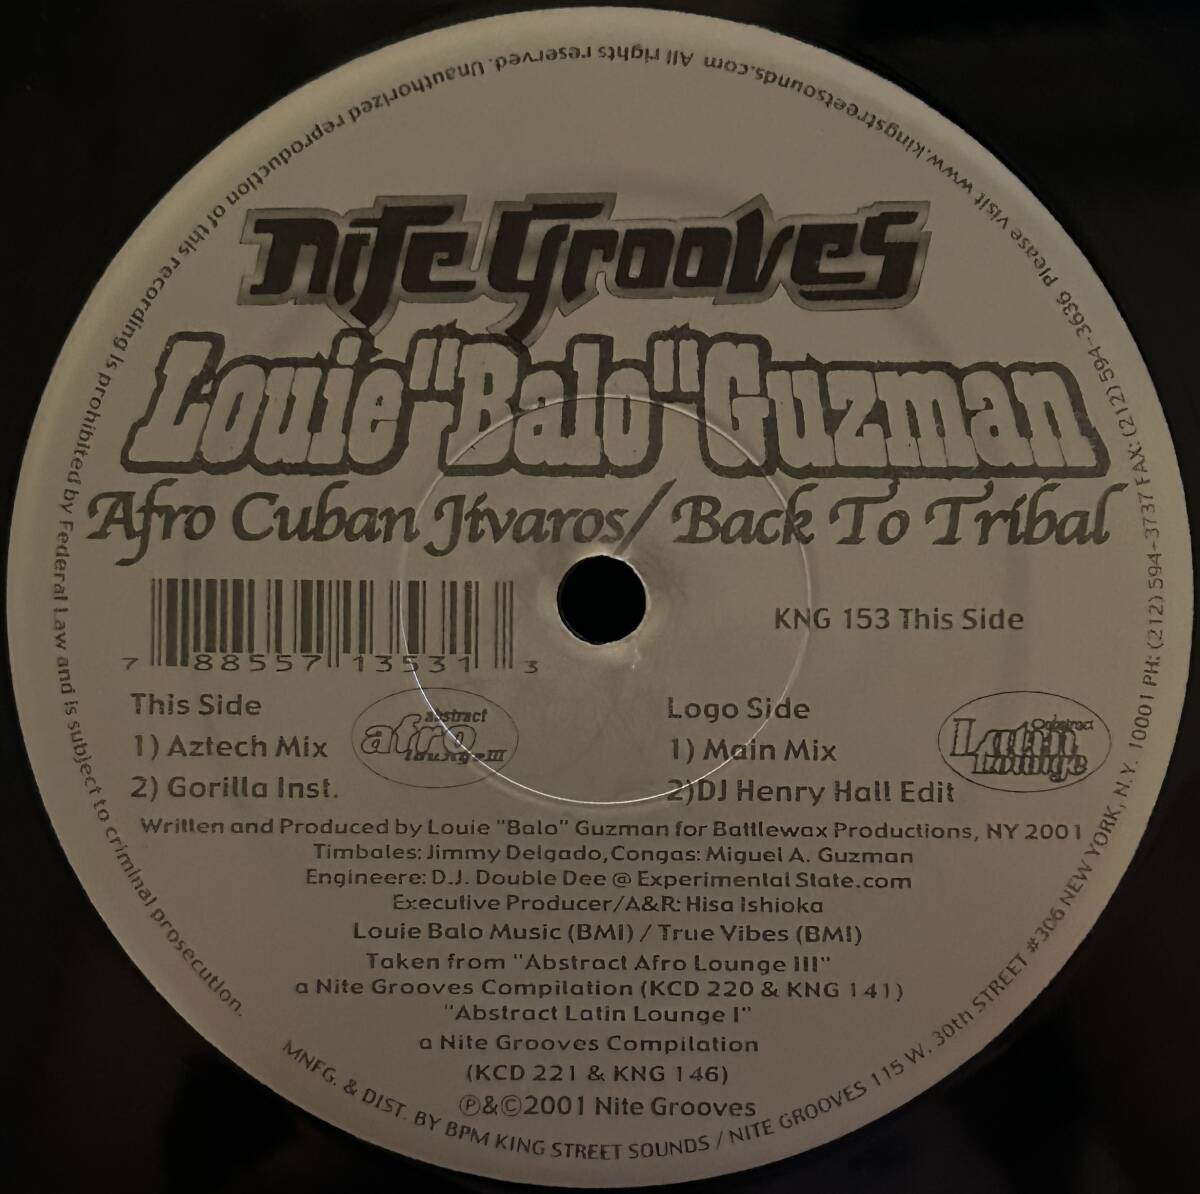 Nite Grooves
Louie "Balo" Guzman
Afro Cuban Jívaros/ Back To Tribal
KNG 153 This Side
7 88557 13531 3
This Side
1) Aztech Mix
2) Gorilla Inst.
abstract
afro
lounge-III
Logo Side
1) Main Mix
2)DJ Henry Hall Edit
abstract
Latin
Lounge
Written and Produced by Louie "Balo" Guzman for Battlewax Productions, NY 2001
Timbales: Jimmy Delgado, Congas: Miguel A. Guzman
Engineere: D.J. Double Dee @ Experimental State.com
Executive Producer/A&R: Hisa Ishioka
Louie Balo Music (BMI) / True Vibes (BMI)
Taken from "Abstract Afro Lounge III"
a Nite Grooves Compilation (KCD 220 & KNG 141)
"Abstract Latin Lounge I"
a Nite Grooves Compilation
(KCD 221 & KNG 146)
℗&©2001 Nite Grooves
MNFG. & DIST. BY BPM KING STREET SOUNDS / NITE GROOVES 115 W. 30th STREET #306 NEW YORK, N.Y. 10001 PH: (212) 594-3737 FAX: (212) 594-3636 Please visit www.kingstreetsounds.com All rights reserved. Unauthorized reproduction of this recording is prohibited by Federal Law and is subject to criminal prosecution.